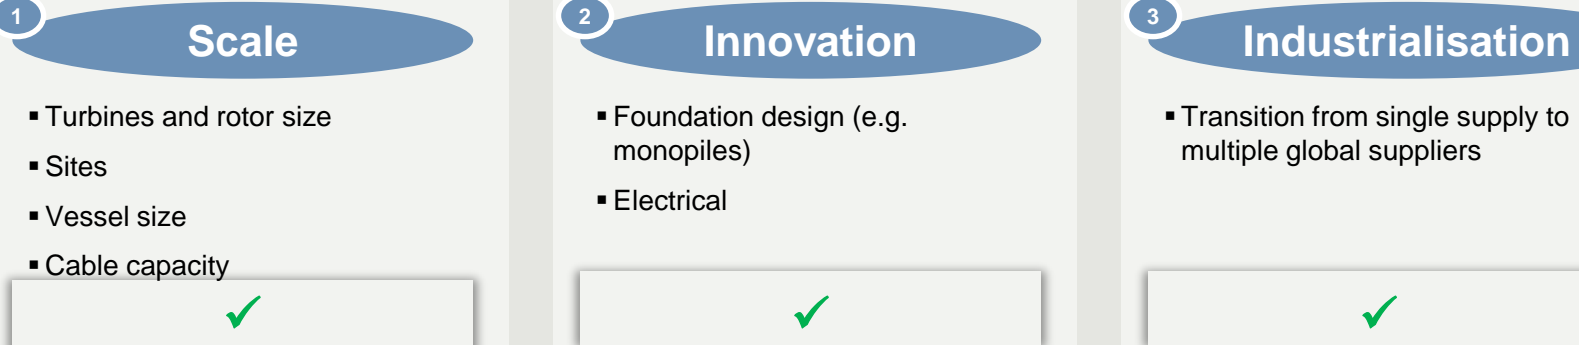 1
Scale
▪ Turbines and rotor size
▪ Sites
▪ Vessel size
▪ Cable capacity
✓
2
Innovation
▪ Foundation design (e.g.
monopiles)
▪ Electrical
✓
3
Industrialisation
▪ Transition from single supply to
multiple global suppliers
✓